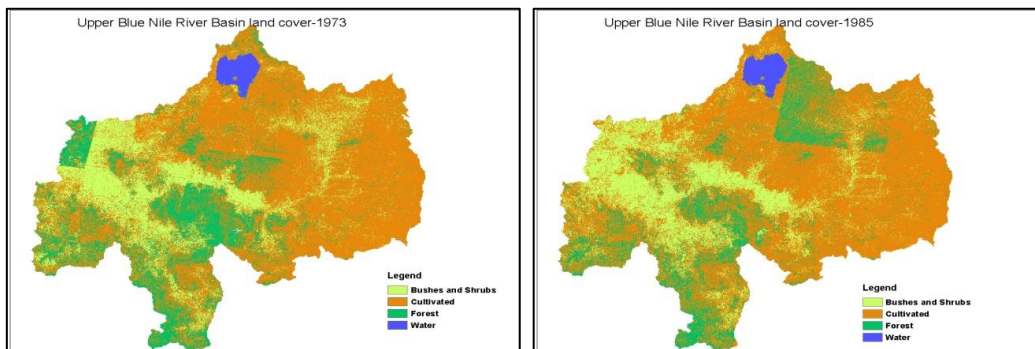 Upper Blue Nile River Basin land cover-1973
Legend
Bushes and Shrubs
Cultivated
Forest
Water
Upper Blue Nile River Basin land cover-1985
Legend
Bushes and Shrubs
Cultivated
Forest
Water